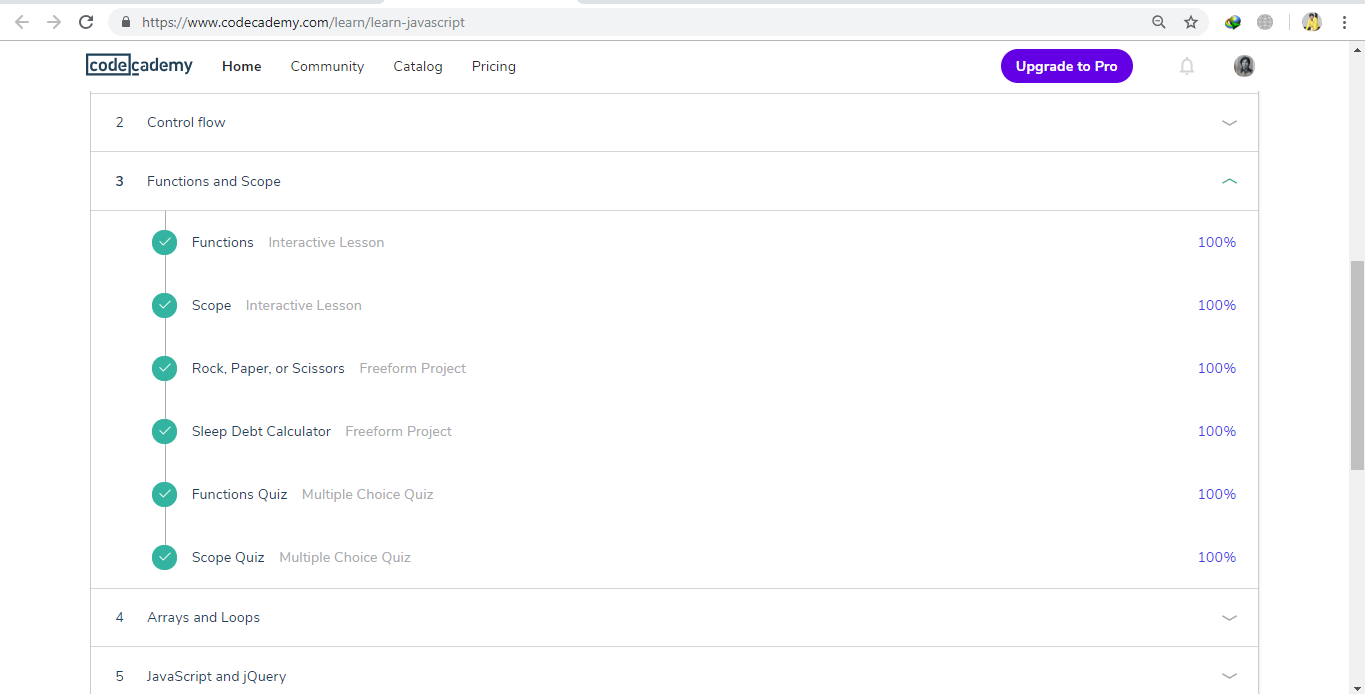 https://www.codecademy.com/learn/learn-javascript
codecademy Home Community Catalog Pricing Upgrade to Pro
2 Control flow
3 Functions and Scope
Functions Interactive Lesson 100%
Scope Interactive Lesson 100%
Rock, Paper, or Scissors Freeform Project 100%
Sleep Debt Calculator Freeform Project 100%
Functions Quiz Multiple Choice Quiz 100%
Scope Quiz Multiple Choice Quiz 100%
4 Arrays and Loops
5 JavaScript and jQuery